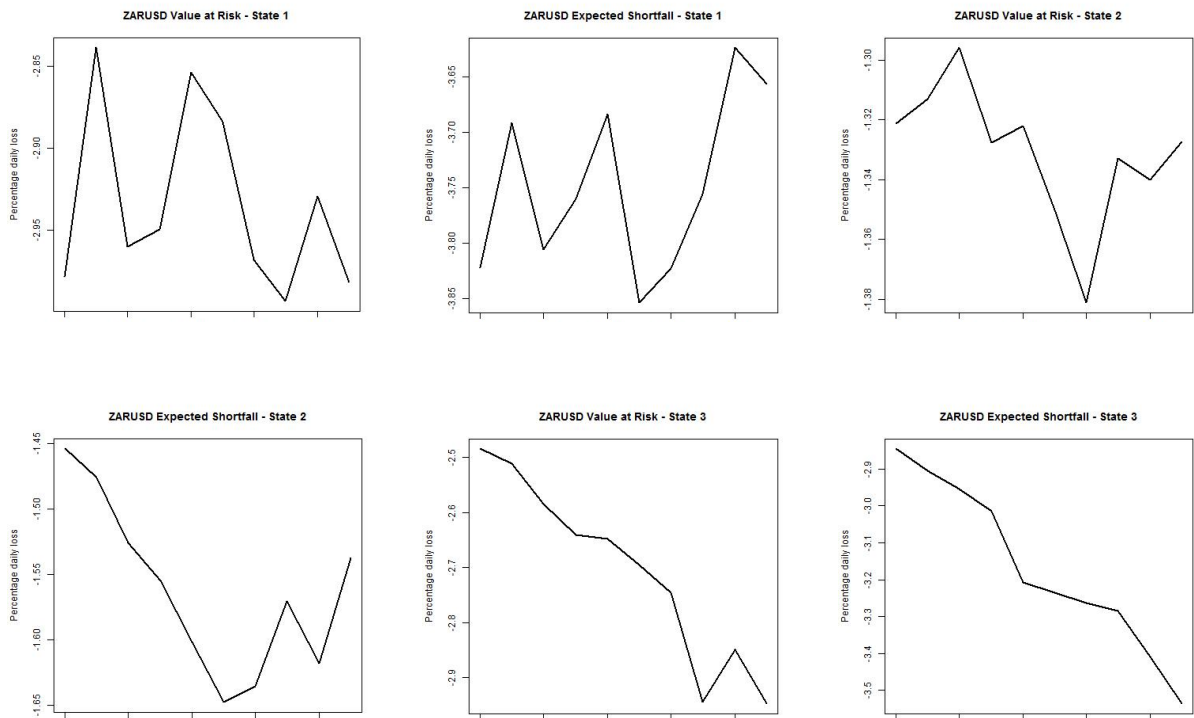 ZARUSD Value at Risk - State 1
Percentage daily loss
-2.85
-2.90
-2.95
ZARUSD Expected Shortfall - State 1
Percentage daily loss
-3.65
-3.70
-3.75
-3.80
-3.85
ZARUSD Value at Risk - State 2
Percentage daily loss
-1.30
-1.32
-1.34
-1.36
-1.38
ZARUSD Expected Shortfall - State 2
Percentage daily loss
-1.45
-1.50
-1.55
-1.60
-1.65
ZARUSD Value at Risk - State 3
Percentage daily loss
-2.5
-2.6
-2.7
-2.8
-2.9
ZARUSD Expected Shortfall - State 3
Percentage daily loss
-2.9
-3.0
-3.1
-3.2
-3.3
-3.4
-3.5